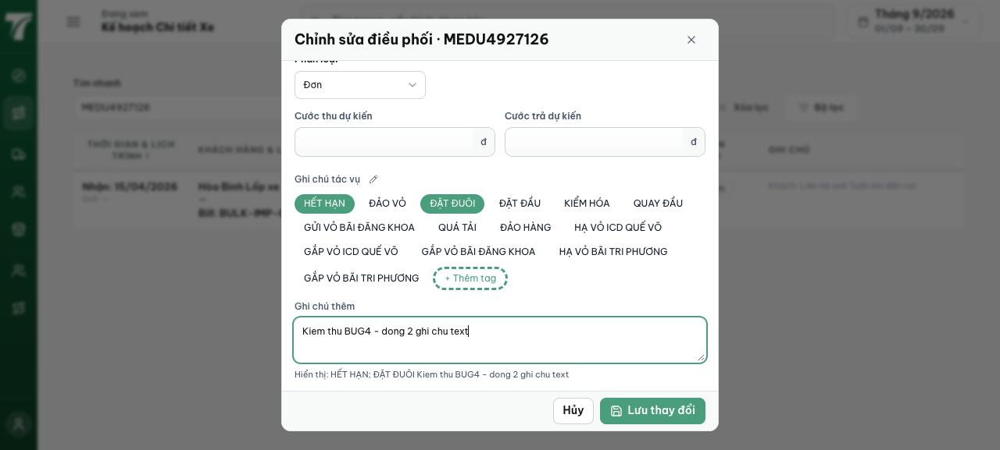 Đang xem
Kế hoạch Chi tiết Xe
Tháng 9/2026
01/09 - 30/09
Chỉnh sửa điều phối · MEDU4927126
Tìm nhanh
MEDU4927126
Xóa lọc
Bộ lọc
Phân loại
Đơn
Cước thu dự kiến
Cước trả dự kiến
đ
đ
THỜI GIAN & LỊCH
TRÌNH
KHÁCH HÀNG & L
GHI CHÚ
Nhận: 15/04/2026
Hòa Bình Lốp xe
Bill: BULK-IMP-
Ghi chú tác vụ
HẾT HẠN
ĐẢO VỎ
ĐẶT ĐUÔI
ĐẶT ĐẦU
KIỂM HÓA
QUAY ĐẦU
GỬI VỎ BÃI ĐĂNG KHOA
QUÁ TẢI
ĐẢO HÀNG
HẠ VỎ ICD QUẾ VÕ
GẮP VỎ ICD QUẾ VÕ
GẮP VỎ BÃI ĐĂNG KHOA
HẠ VỎ BÃI TRI PHƯƠNG
GẮP VỎ BÃI TRI PHƯƠNG
+ Thêm tag
Ghi chú thêm
Kiem thu BUG4 - dong 2 ghi chu text
Hiển thị: HẾT HẠN; ĐẶT ĐUÔI Kiem thu BUG4 - dong 2 ghi chu text
Hủy
Lưu thay đổi